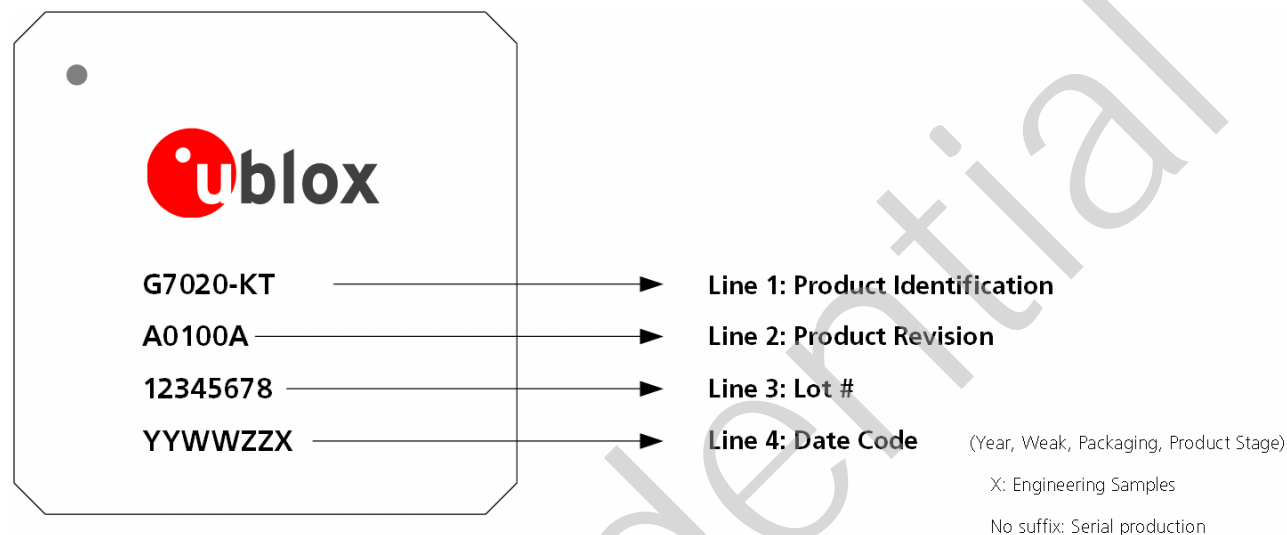 ublox
G7020-KT Line 1: Product Identification
A0100A Line 2: Product Revision
12345678 Line 3: Lot #
YYWWZZX Line 4: Date Code (Year, Weak, Packaging, Product Stage)
X: Engineering Samples
No suffix: Serial production
dential